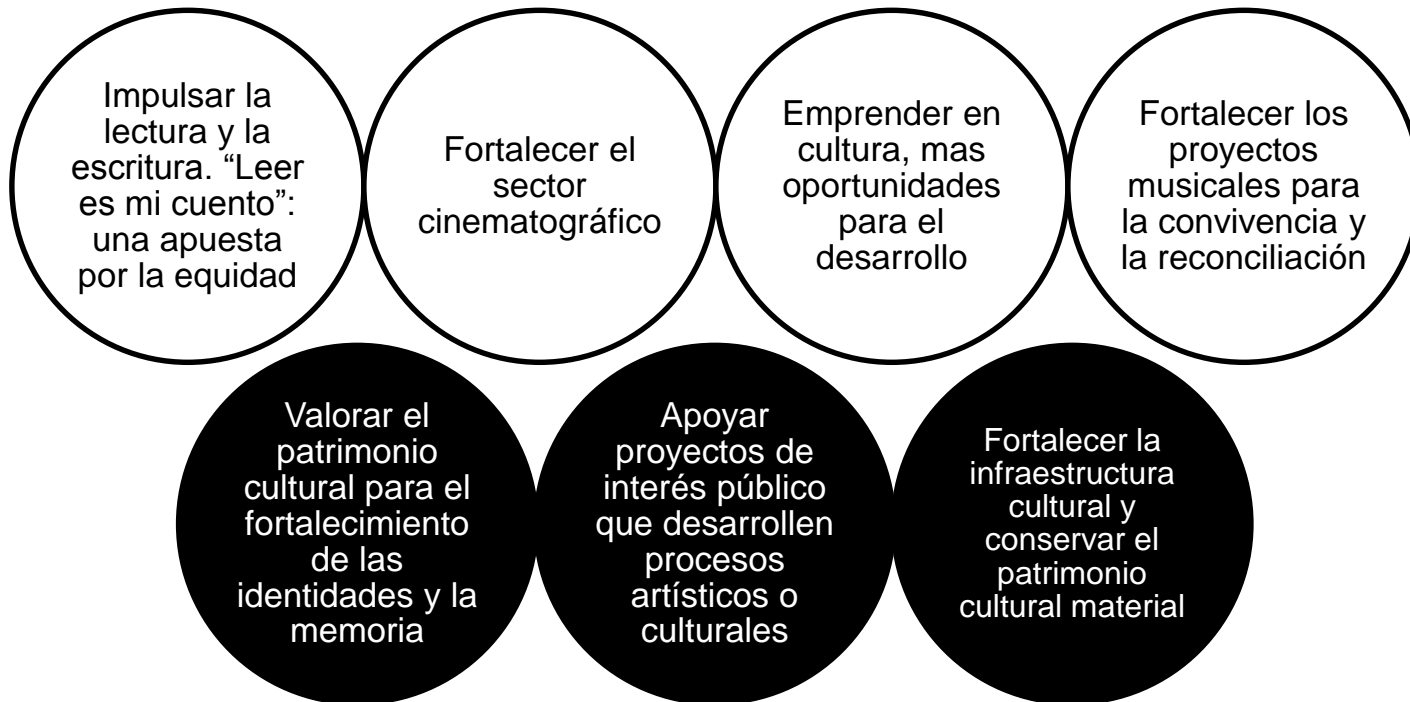 Impulsar la
lectura y la
escritura. “Leer
es mi cuento”:
una apuesta
por la equidad
Fortalecer el
sector
cinematográfico
Emprender en
cultura, mas
oportunidades
para el
desarrollo
Fortalecer los
proyectos
musicales para
la convivencia y
la reconciliación
Valorar el
patrimonio
cultural para el
fortalecimiento
de las
identidades y la
memoria
Apoyar
proyectos de
interés público
que desarrollen
procesos
artísticos o
culturales
Fortalecer la
infraestructura
cultural y
conservar el
patrimonio
cultural material